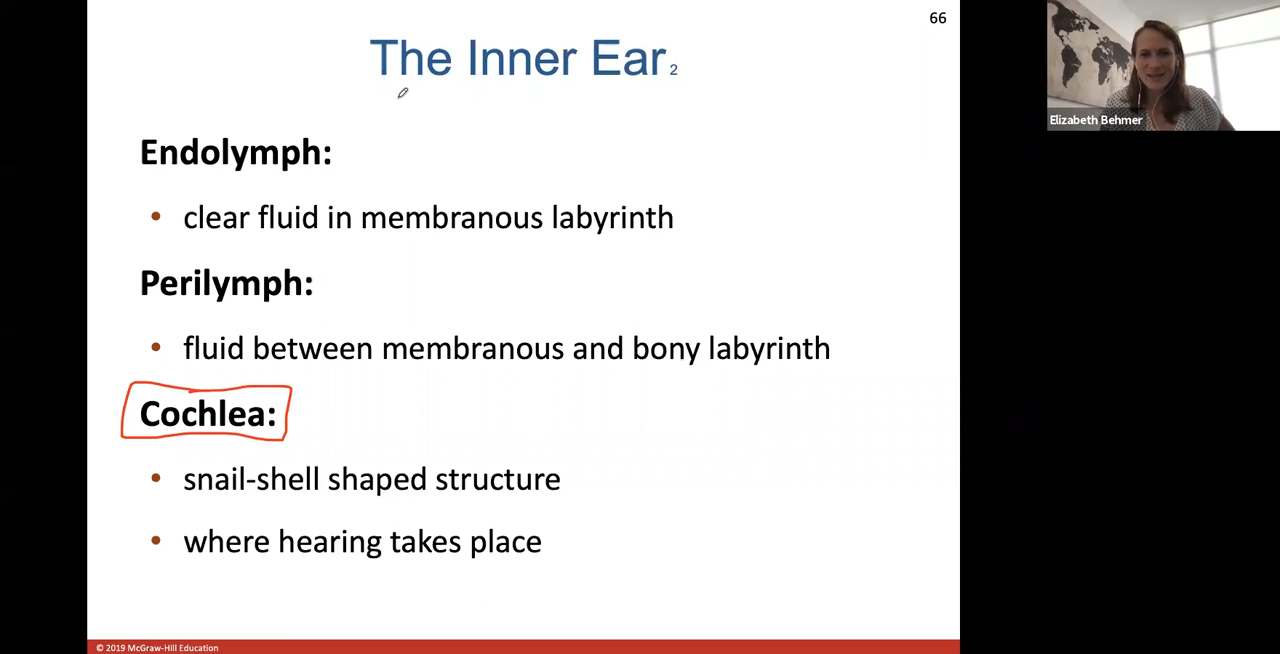 66
The Inner Ear 2
Elizabeth Behmer
Endolymph:
• clear fluid in membranous labyrinth
Perilymph:
• fluid between membranous and bony labyrinth
Cochlea:
• snail-shell shaped structure
• where hearing takes place
© 2019 McGraw-Hill Education